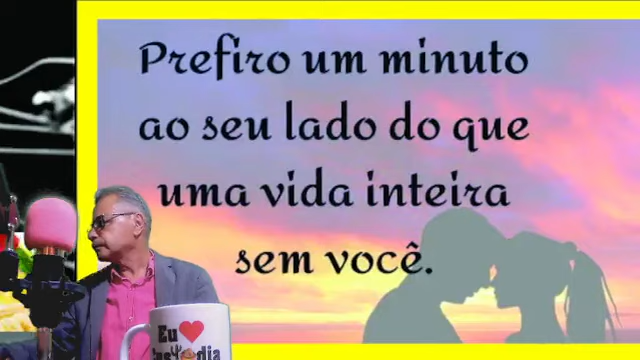 Prefiro um minuto
ao seu lado do que
uma vida inteira
sem você.
Eu